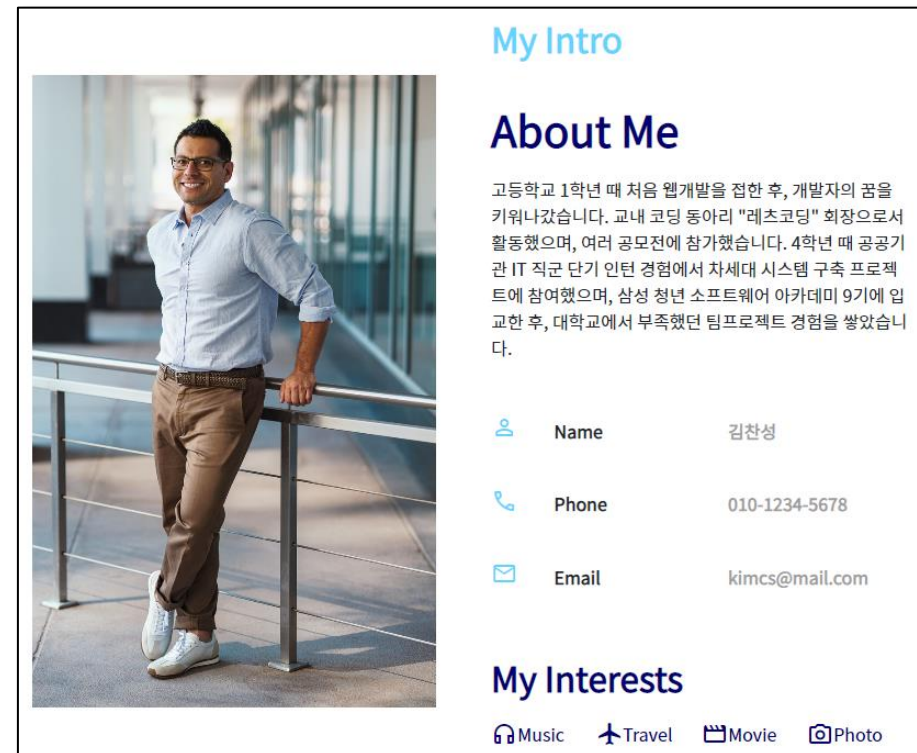 My Intro
About Me
고등학교 1학년 때 처음 웹개발을 접한 후, 개발자의 꿈을
키워나갔습니다. 교내 코딩 동아리 "레츠코딩" 회장으로서
활동했으며, 여러 공모전에 참가했습니다. 4학년 때 공공기
관 IT 직군 단기 인턴 경험에서 차세대 시스템 구축 프로젝
트에 참여했으며, 삼성 청년 소프트웨어 아카데미 9기에 입
교한 후, 대학교에서 부족했던 팀프로젝트 경험을 쌓았습니
다.
Name 김찬성
Phone 010-1234-5678
Email kimcs@mail.com
My Interests
Music Travel Movie Photo